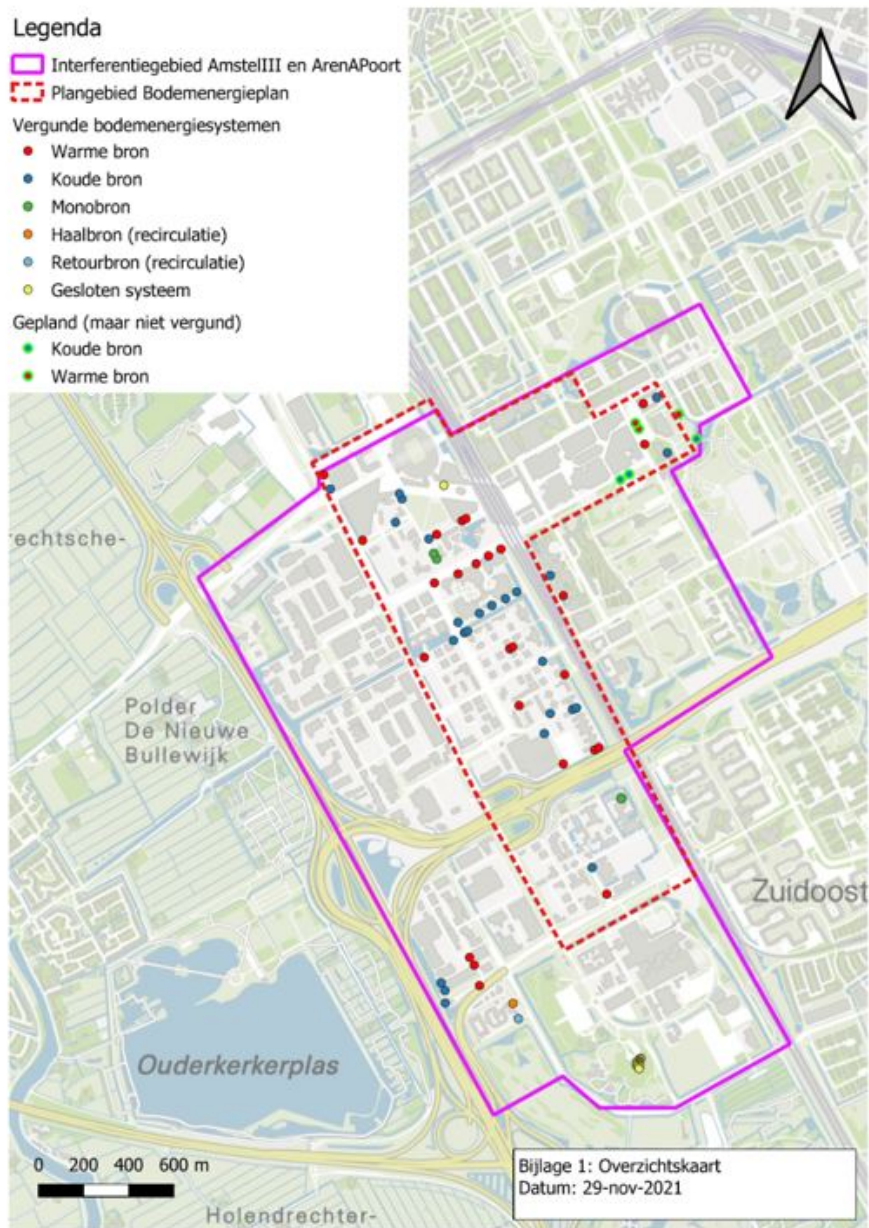 Legenda
Interferentiegebied AmstelIII en ArenAPoort
Plangebied Bodemenergieplan
Vergunde bodemenergiesystemen
Warme bron
Koude bron
Monobron
Haalbron (recirculatie)
Retourbron (recirculatie)
Gesloten systeem
Gepland (maar niet vergund)
Koude bron
Warme bron
rechtsche-
Polder
De Nieuwe
Bullewijk
Zuidoost
Ouderkerkerplas
0 200 400 600 m
Bijlage 1: Overzichtskaart
Datum: 29-nov-2021
Holendrechter-